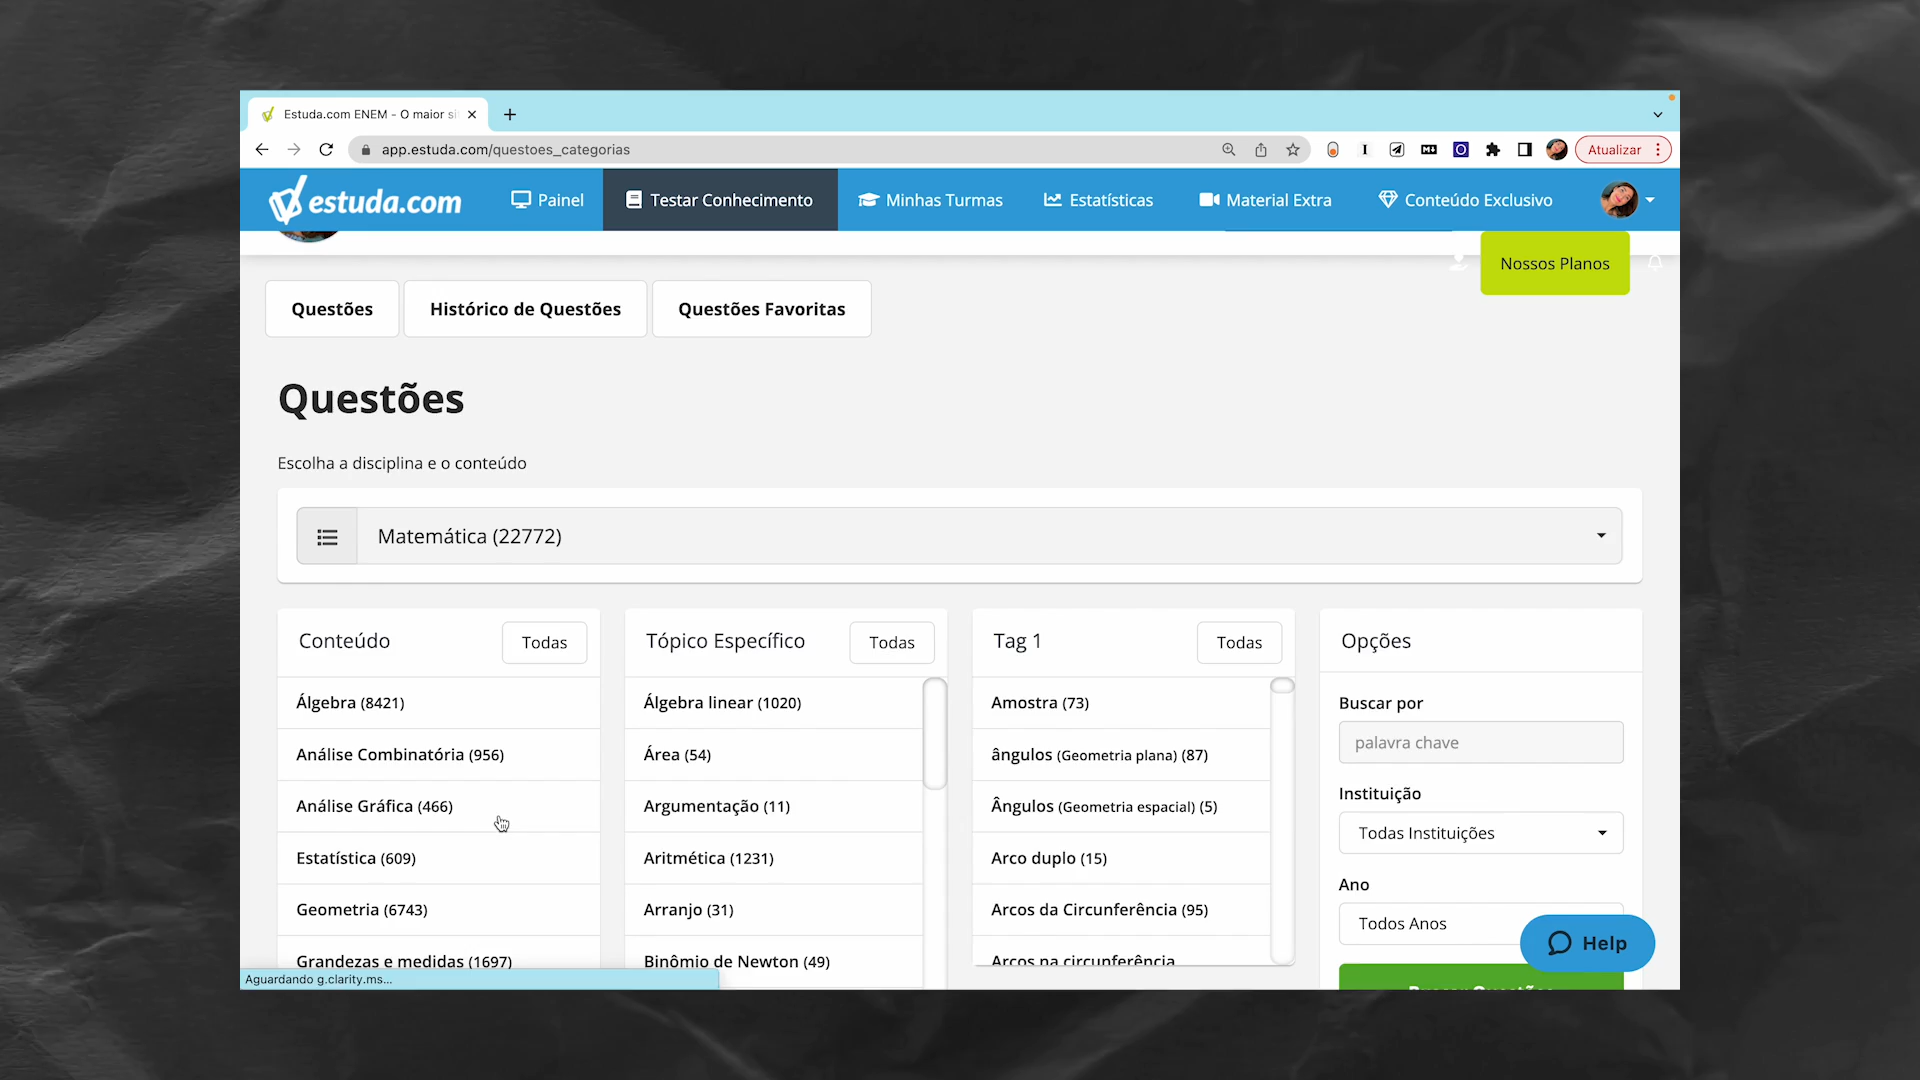 Estuda.com ENEM - O maior si
app.estuda.com/questoes_categorias
Atualizar
estuda.com
Painel
Testar Conhecimento
Minhas Turmas
Estatísticas
Material Extra
Conteúdo Exclusivo
Nossos Planos
Questões
Histórico de Questões
Questões Favoritas
Questões
Escolha a disciplina e o conteúdo
Matemática (22772)
Conteúdo
Todas
Álgebra (8421)
Análise Combinatória (956)
Análise Gráfica (466)
Estatística (609)
Geometria (6743)
Grandezas e medidas (1697)
Tópico Específico
Todas
Álgebra linear (1020)
Área (54)
Argumentação (11)
Aritmética (1231)
Arranjo (31)
Binômio de Newton (49)
Tag 1
Todas
Amostra (73)
ângulos (Geometria plana) (87)
Ângulos (Geometria espacial) (5)
Arco duplo (15)
Arcos da Circunferência (95)
Arcos na circunferência
Opções
Buscar por
palavra chave
Instituição
Todas Instituições
Ano
Todos Anos
Help
Aguardando g.clarity.ms...